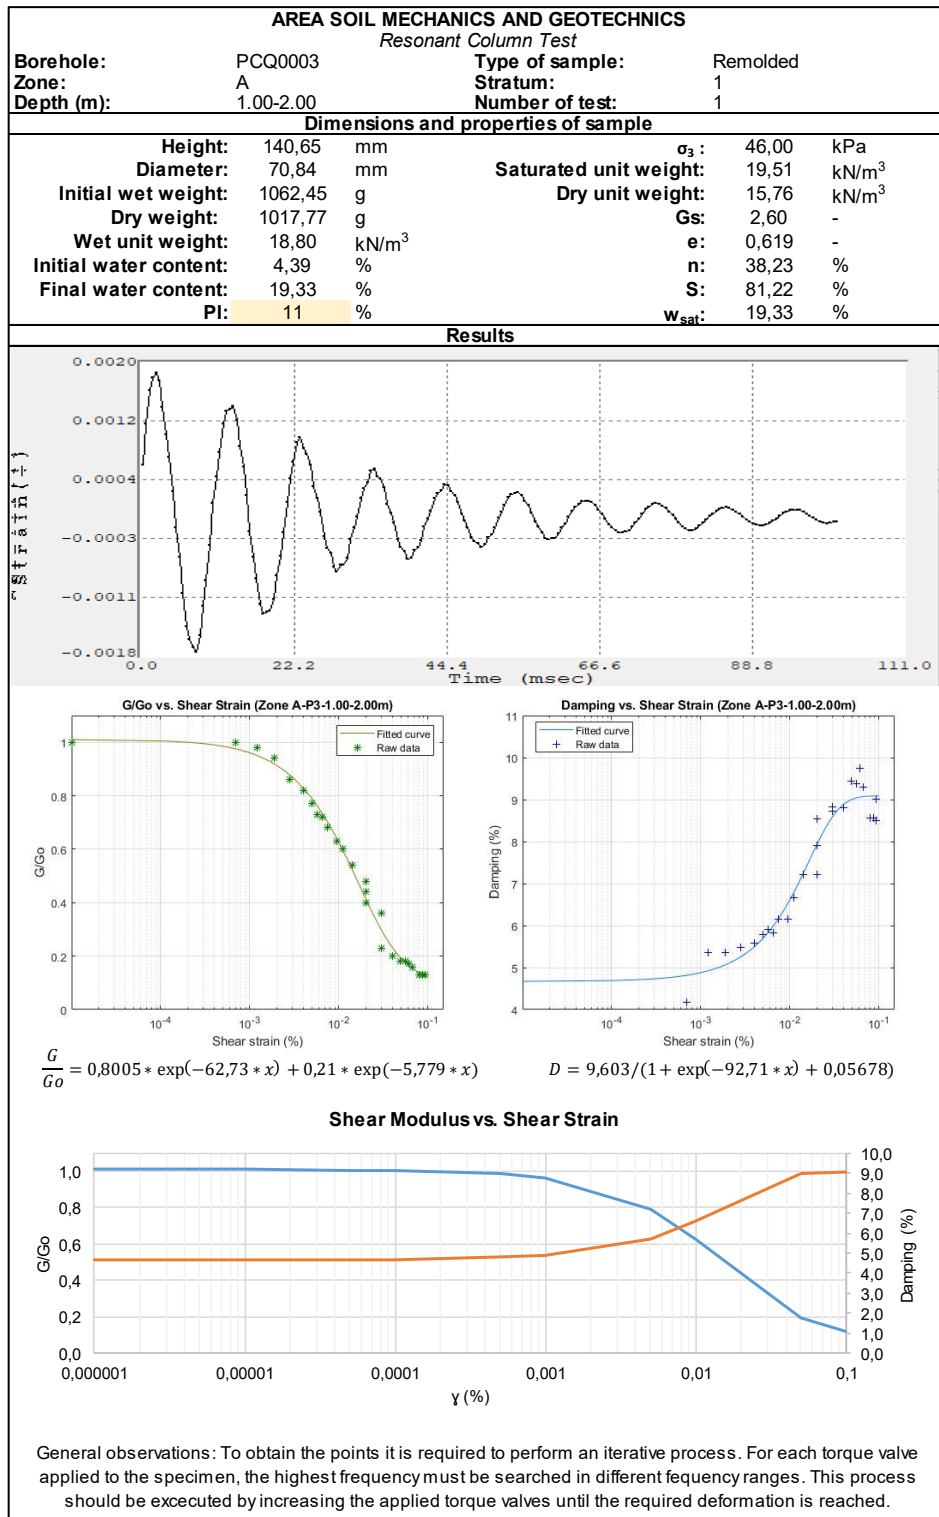 AREA SOIL MECHANICS AND GEOTECHNICS
Resonant Column Test
Borehole: PCQ0003 Type of sample: Remolded
Zone: A Stratum: 1
Depth (m): 1.00-2.00 Number of test: 1
Dimensions and properties of sample
Height: 140,65 mm σ3 : 46,00 kPa
Diameter: 70,84 mm Saturated unit weight: 19,51 kN/m³
Initial wet weight: 1062,45 g Dry unit weight: 15,76 kN/m³
Dry weight: 1017,77 g Gs: 2,60 -
Wet unit weight: 18,80 kN/m³ e: 0,619 -
Initial water content: 4,39 % n: 38,23 %
Final water content: 19,33 % S: 81,22 %
PI: 11 % wsat: 19,33 %
Results
0.0020
0.0012
0.0004
-0.0003
-0.0011
-0.0018
Strain
0.0 22.2 44.4 66.6 88.8 111.0
Time (msec)
G/Go vs. Shear Strain (Zone A-P3-1.00-2.00m)
Fitted curve
Raw data
1
0.8
0.6
0.4
0.2
0
G/Go
10⁻⁴ 10⁻³ 10⁻² 10⁻¹
Shear strain (%)
Damping vs. Shear Strain (Zone A-P3-1.00-2.00m)
Fitted curve
Raw data
11
10
9
8
7
6
5
4
Damping (%)
10⁻⁴ 10⁻³ 10⁻² 10⁻¹
Shear strain (%)
G/Go = 0,8005 * exp(−62,73 * x) + 0,21 * exp(−5,779 * x)
D = 9,603/(1 + exp(−92,71 * x) + 0,05678)
Shear Modulus vs. Shear Strain
1,0
0,8
0,6
0,4
0,2
0,0
G/Go
10,0
9,0
8,0
7,0
6,0
5,0
4,0
3,0
2,0
1,0
0,0
Damping (%)
0,000001 0,00001 0,0001 0,001 0,01 0,1
ɣ (%)
General observations: To obtain the points it is required to perform an iterative process. For each torque valve
applied to the specimen, the highest frequency must be searched in different fequency ranges. This process
should be excecuted by increasing the applied torque valves until the required deformation is reached.